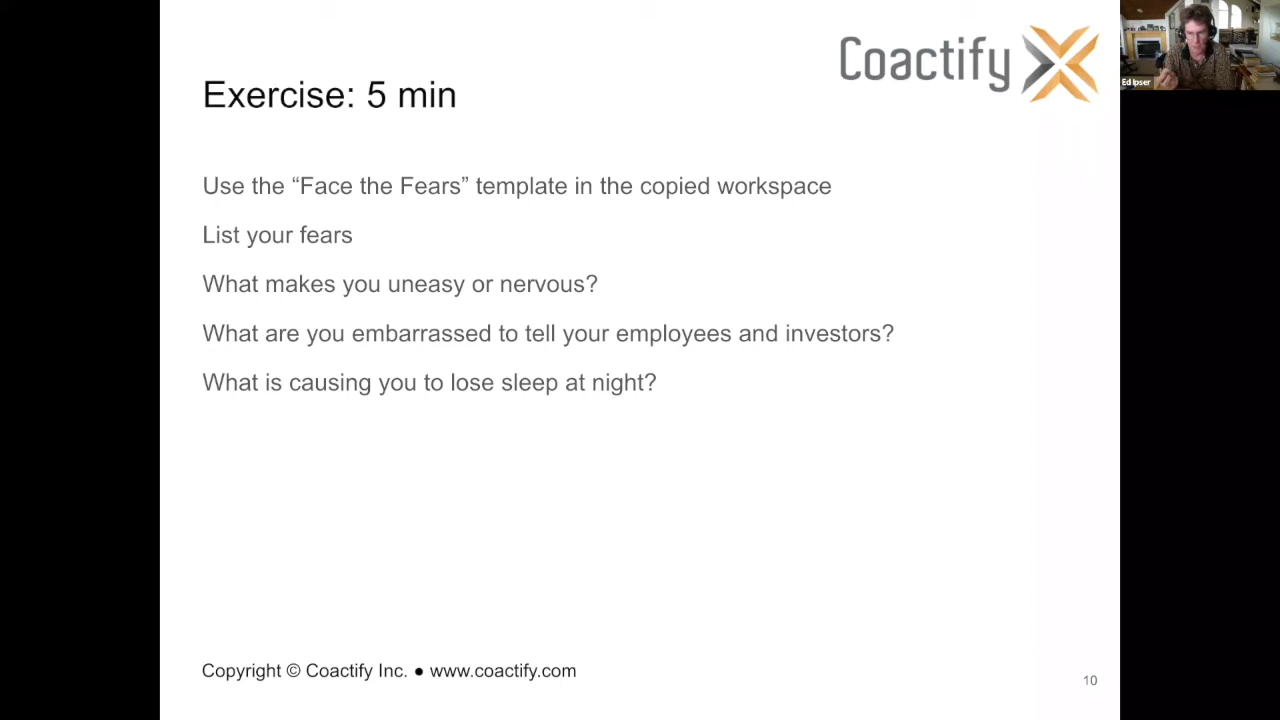 Coactify
Ed Ipser
Exercise: 5 min
Use the “Face the Fears” template in the copied workspace
List your fears
What makes you uneasy or nervous?
What are you embarrassed to tell your employees and investors?
What is causing you to lose sleep at night?
Copyright © Coactify Inc. ● www.coactify.com
10